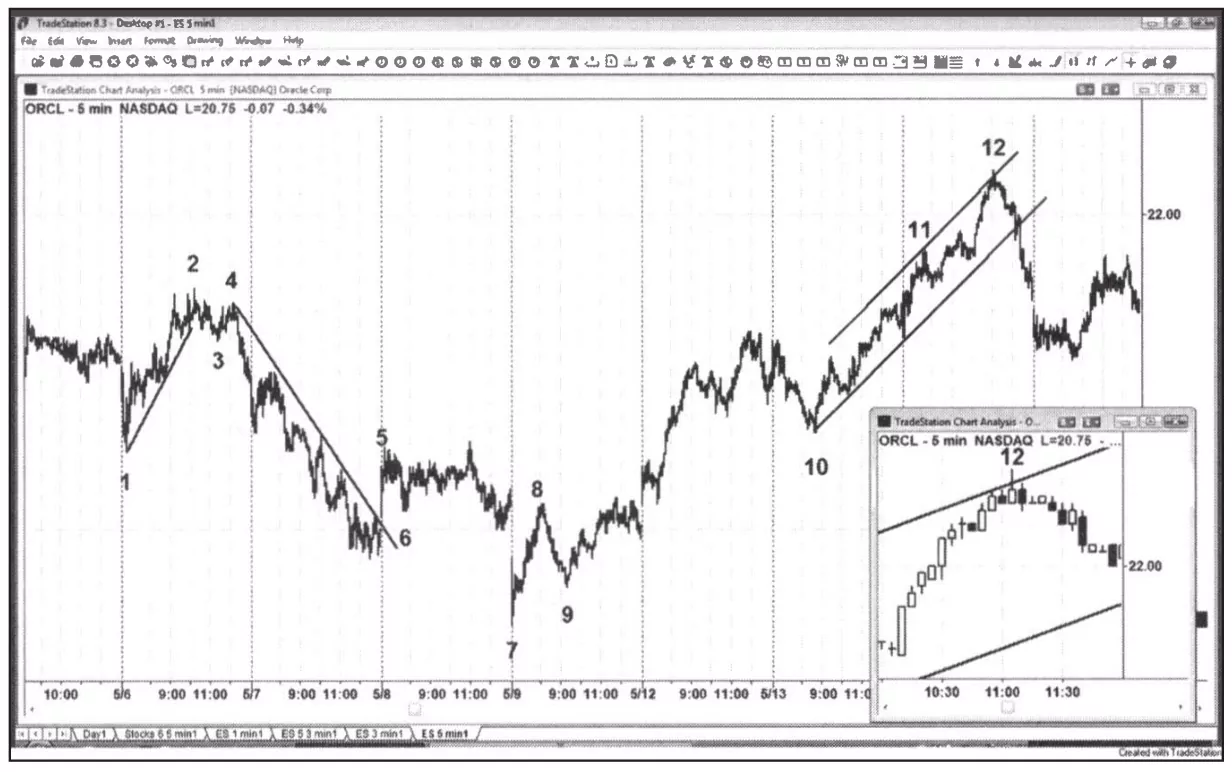 TradeStation 8.3 - Desktop #1 - ES 5 min1
File Edit View Insert Format Drawing Window Help
TradeStation Chart Analysis - ORCL 5 min [NASDAQ] Oracle Corp
ORCL - 5 min NASDAQ L=20.75 -0.07 -0.34%
12
22.00
11
2
4
3
5
1
10
8
6
9
7
TradeStation Chart Analysis - O...
ORCL - 5 min NASDAQ L=20.75 - ...
12
22.00
10:30 11:00 11:30
10:00 5/6 9:00 11:00 5/7 9:00 11:00 5/8 9:00 11:00 5/9 9:00 11:00 5/12 9:00 11:00 5/13 9:00 11:0
Day1 Stocks 6 5 min1 ES 1 min1 ES 5 3 min1 ES 3 min1 ES 5 min1
Created with TradeStation